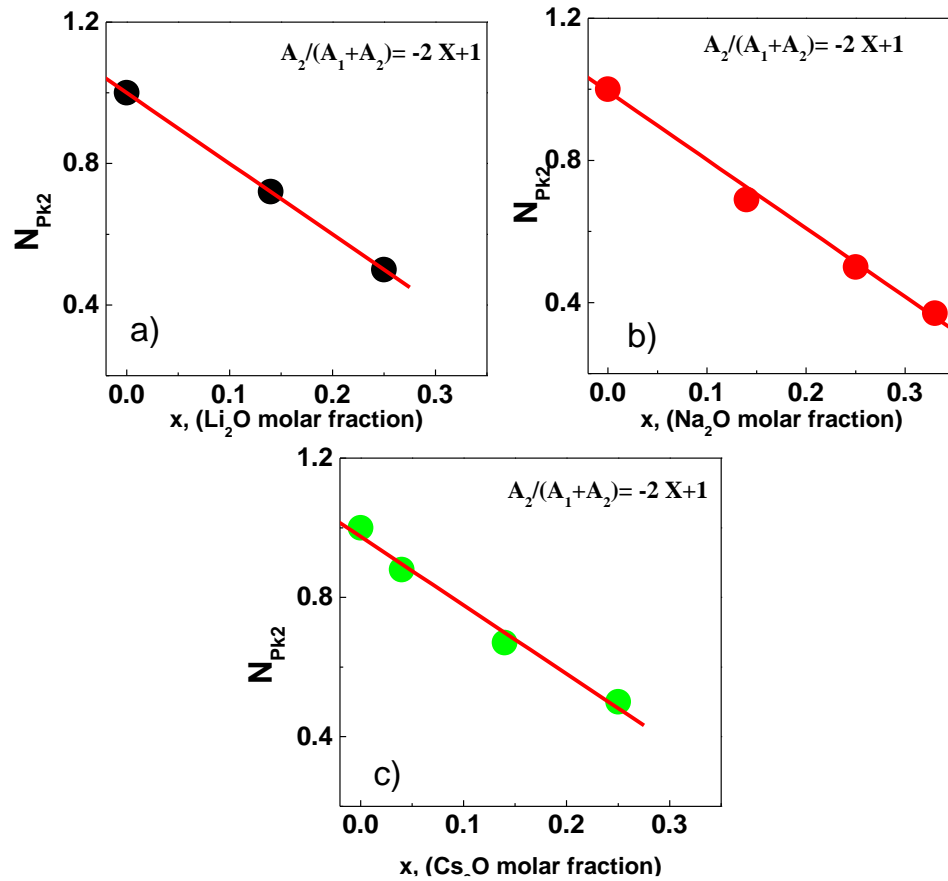 1.2
A₂/(A₁+A₂)= -2 X+1
0.8
N_Pk2
0.4
a)
0.0 0.1 0.2 0.3
x, (Li₂O molar fraction)
1.2
A₂/(A₁+A₂)= -2 X+1
0.8
N_Pk2
0.4
b)
0.0 0.1 0.2 0.3
x, (Na₂O molar fraction)
1.2
A₂/(A₁+A₂)= -2 X+1
0.8
N_Pk2
0.4
c)
0.0 0.1 0.2 0.3
x, (Cs₂O molar fraction)